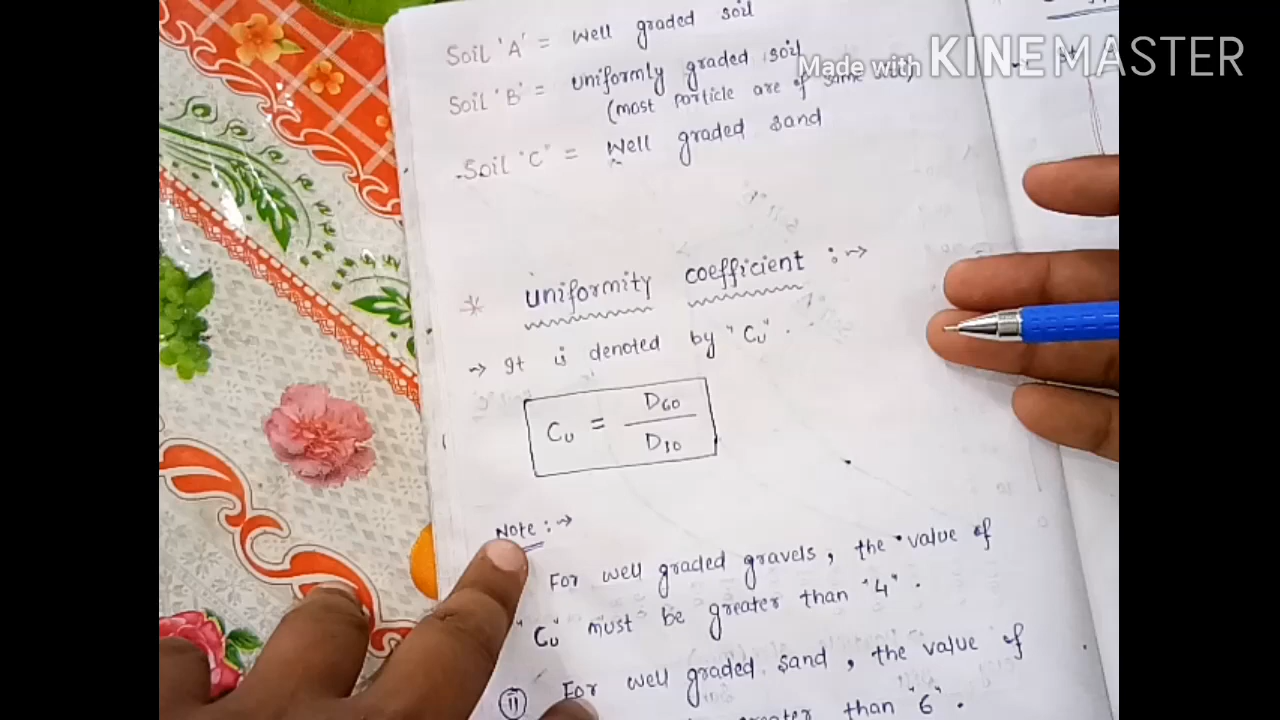 Soil 'A' = Well graded soil
Soil 'B' = uniformly graded soil
(most particle are of same
Soil "C" = Well graded sand
Made with KINEMASTER
* uniformity coefficient :→
→ It is denoted by "Cu".
Cu = D60 / D10
Note :→
For well graded gravels, the value of
"Cu" must be greater than "4".
(ii) For well graded sand, the value of
greater than "6".